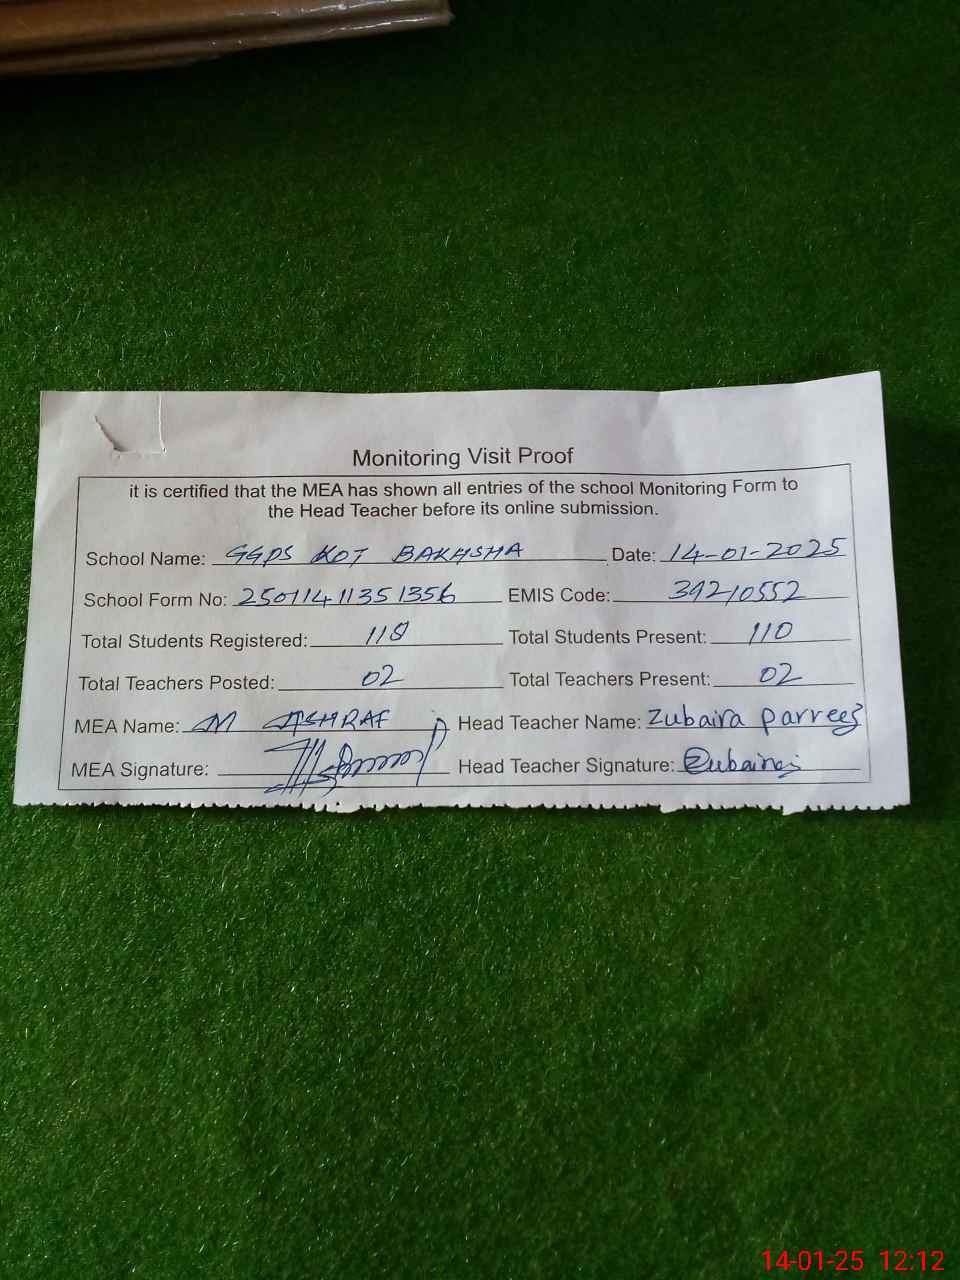 Monitoring Visit Proof
it is certified that the MEA has shown all entries of the school Monitoring Form to
the Head Teacher before its online submission.
School Name: GGPS KOT BAKHSHA Date: 14-01-2025
School Form No: 25011411351356 EMIS Code: 39210552
Total Students Registered: 118 Total Students Present: 110
Total Teachers Posted: 02 Total Teachers Present: 02
MEA Name: M ASHRAF Head Teacher Name: Zubaira parveez
MEA Signature: Head Teacher Signature:
14-01-25 12:12